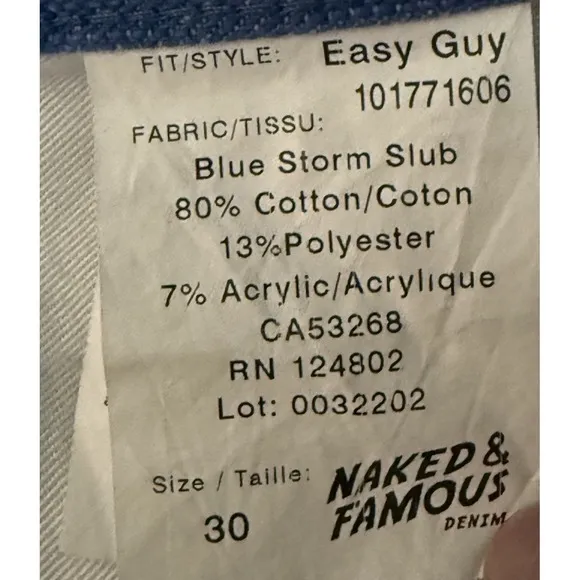 FIT/STYLE: Easy Guy
101771606
FABRIC/TISSU:
Blue Storm Slub
80% Cotton/Coton
13%Polyester
7% Acrylic/Acrylique
CA53268
RN 124802
Lot: 0032202
Size / Taille:
30
NAKED &
FAMOUS
DENIM